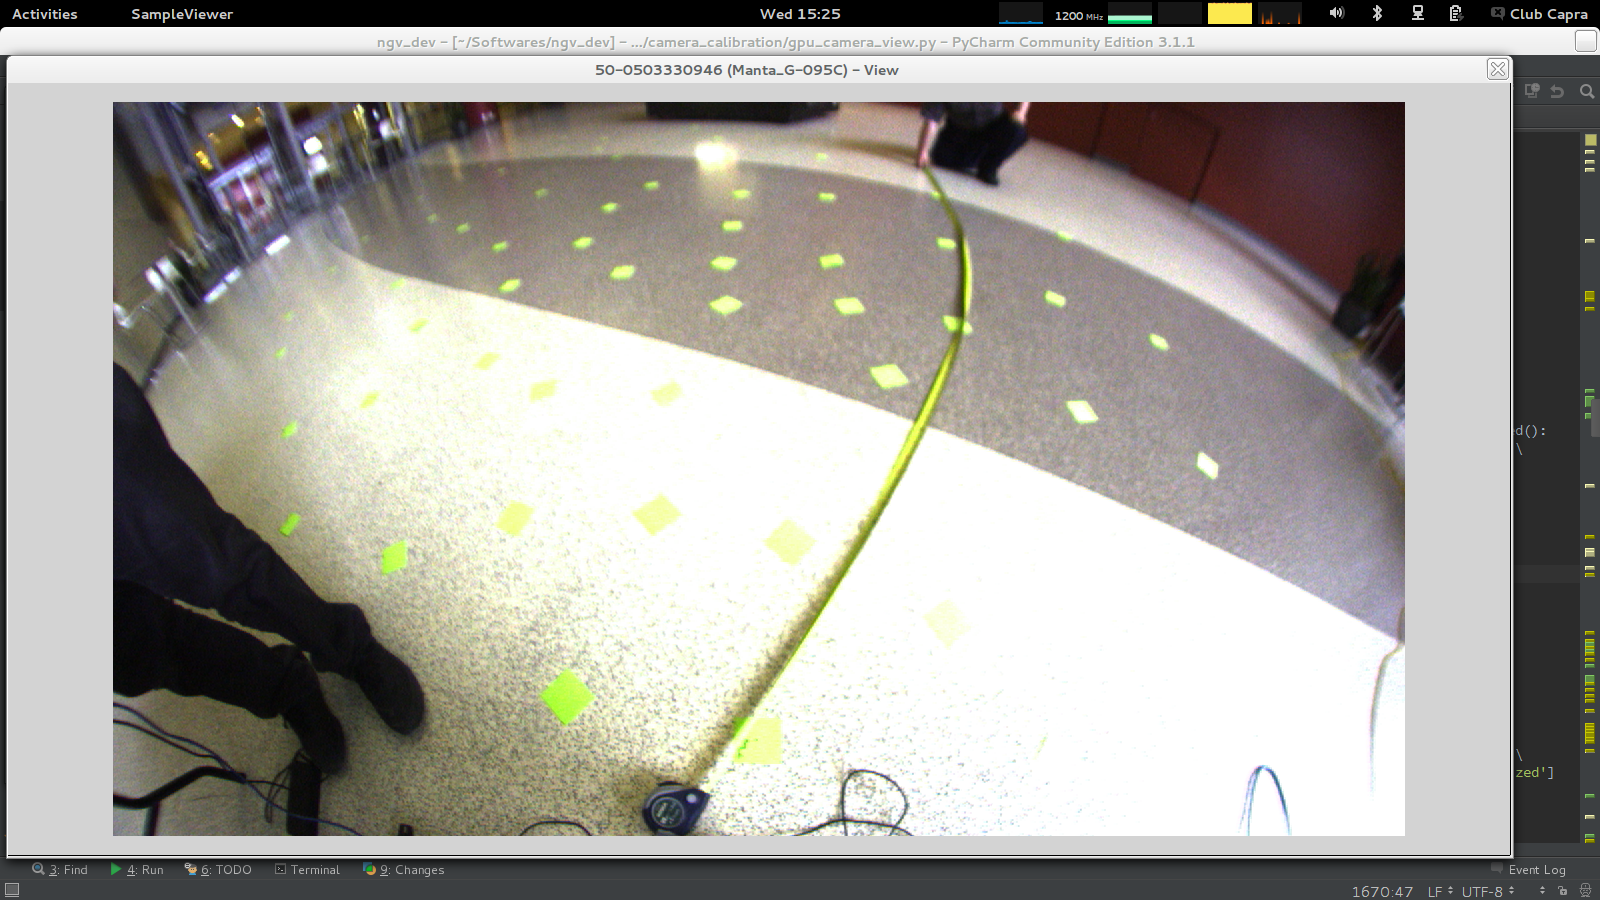 Activities SampleViewer Wed 15:25 1200 MHz Club Capra
ngv_dev - [~/Softwares/ngv_dev] - .../camera_calibration/gpu_camera_view.py - PyCharm Community Edition 3.1.1
50-0503330946 (Manta_G-095C) - View
ed():
\
\
zed']
3: Find 4: Run 6: TODO Terminal 9: Changes Event Log
1670:47 LF UTF-8